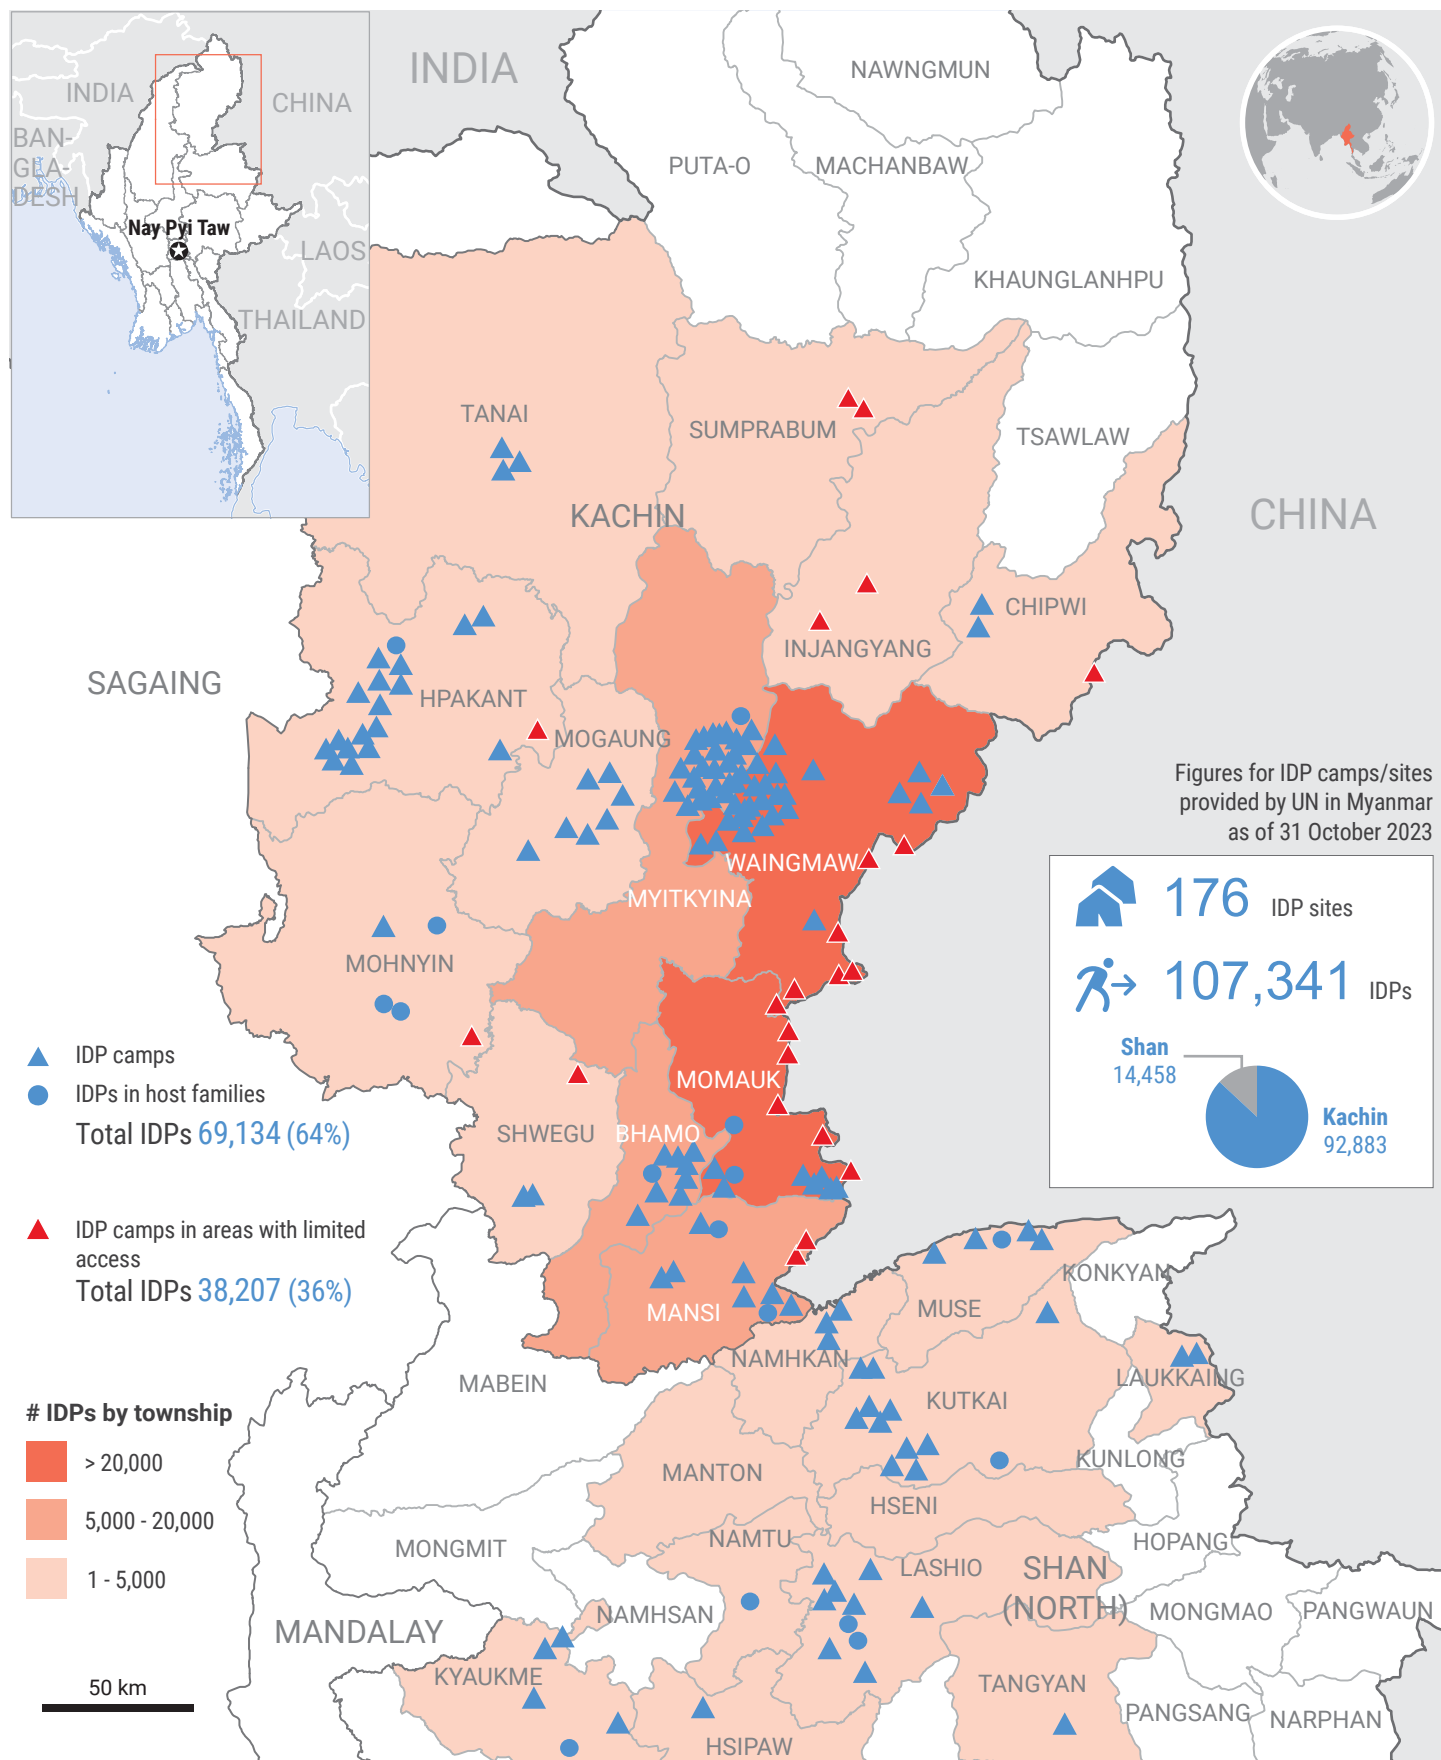 INDIA
CHINA
BAN-
GLA-
DESH
Nay Pyi Taw
LAOS
THAILAND
INDIA
NAWNGMUN
PUTA-O
MACHANBAW
KHAUNGLANHPU
TANAI
SUMPRABUM
TSAWLAW
KACHIN
CHINA
CHIPWI
INJANGYANG
SAGAING
HPAKANT
MOGAUNG
Figures for IDP camps/sites
provided by UN in Myanmar
as of 31 October 2023
WAINGMAW
MYITKYINA
176 IDP sites
MOHNYIN
107,341 IDPs
Shan
14,458
Kachin
92,883
IDP camps
IDPs in host families
Total IDPs 69,134 (64%)
MOMAUK
SHWEGU
BHAMO
IDP camps in areas with limited
access
Total IDPs 38,207 (36%)
KONKYAN
MUSE
MANSI
NAMHKAN
LAUKKAING
MABEIN
KUTKAI
# IDPs by township
> 20,000
5,000 - 20,000
1 - 5,000
KUNLONG
MANTON
HSENI
NAMTU
HOPANG
MONGMIT
LASHIO
SHAN
(NORTH)
NAMHSAN
MONGMAO
PANGWAUN
MANDALAY
KYAUKME
TANGYAN
50 km
PANGSANG
NARPHAN
HSIPAW